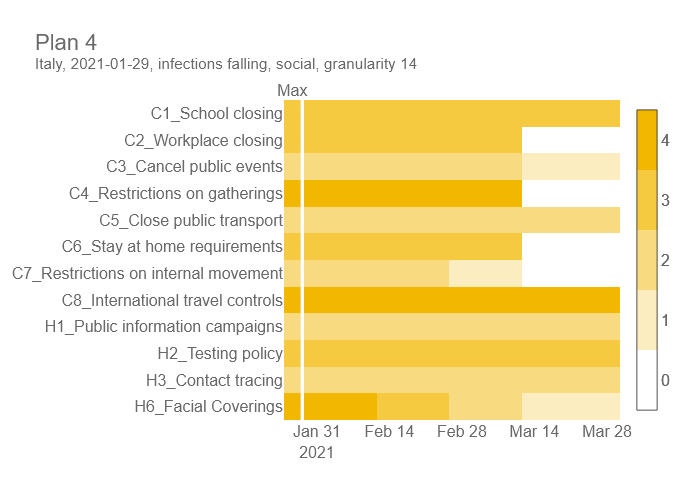 Plan 4
Italy, 2021-01-29, infections falling, social, granularity 14
Max
C1_School closing
C2_Workplace closing
C3_Cancel public events
C4_Restrictions on gatherings
C5_Close public transport
C6_Stay at home requirements
C7_Restrictions on internal movement
C8_International travel controls
H1_Public information campaigns
H2_Testing policy
H3_Contact tracing
H6_Facial Coverings
4
3
2
1
0
Jan 31 Feb 14 Feb 28 Mar 14 Mar 28
2021